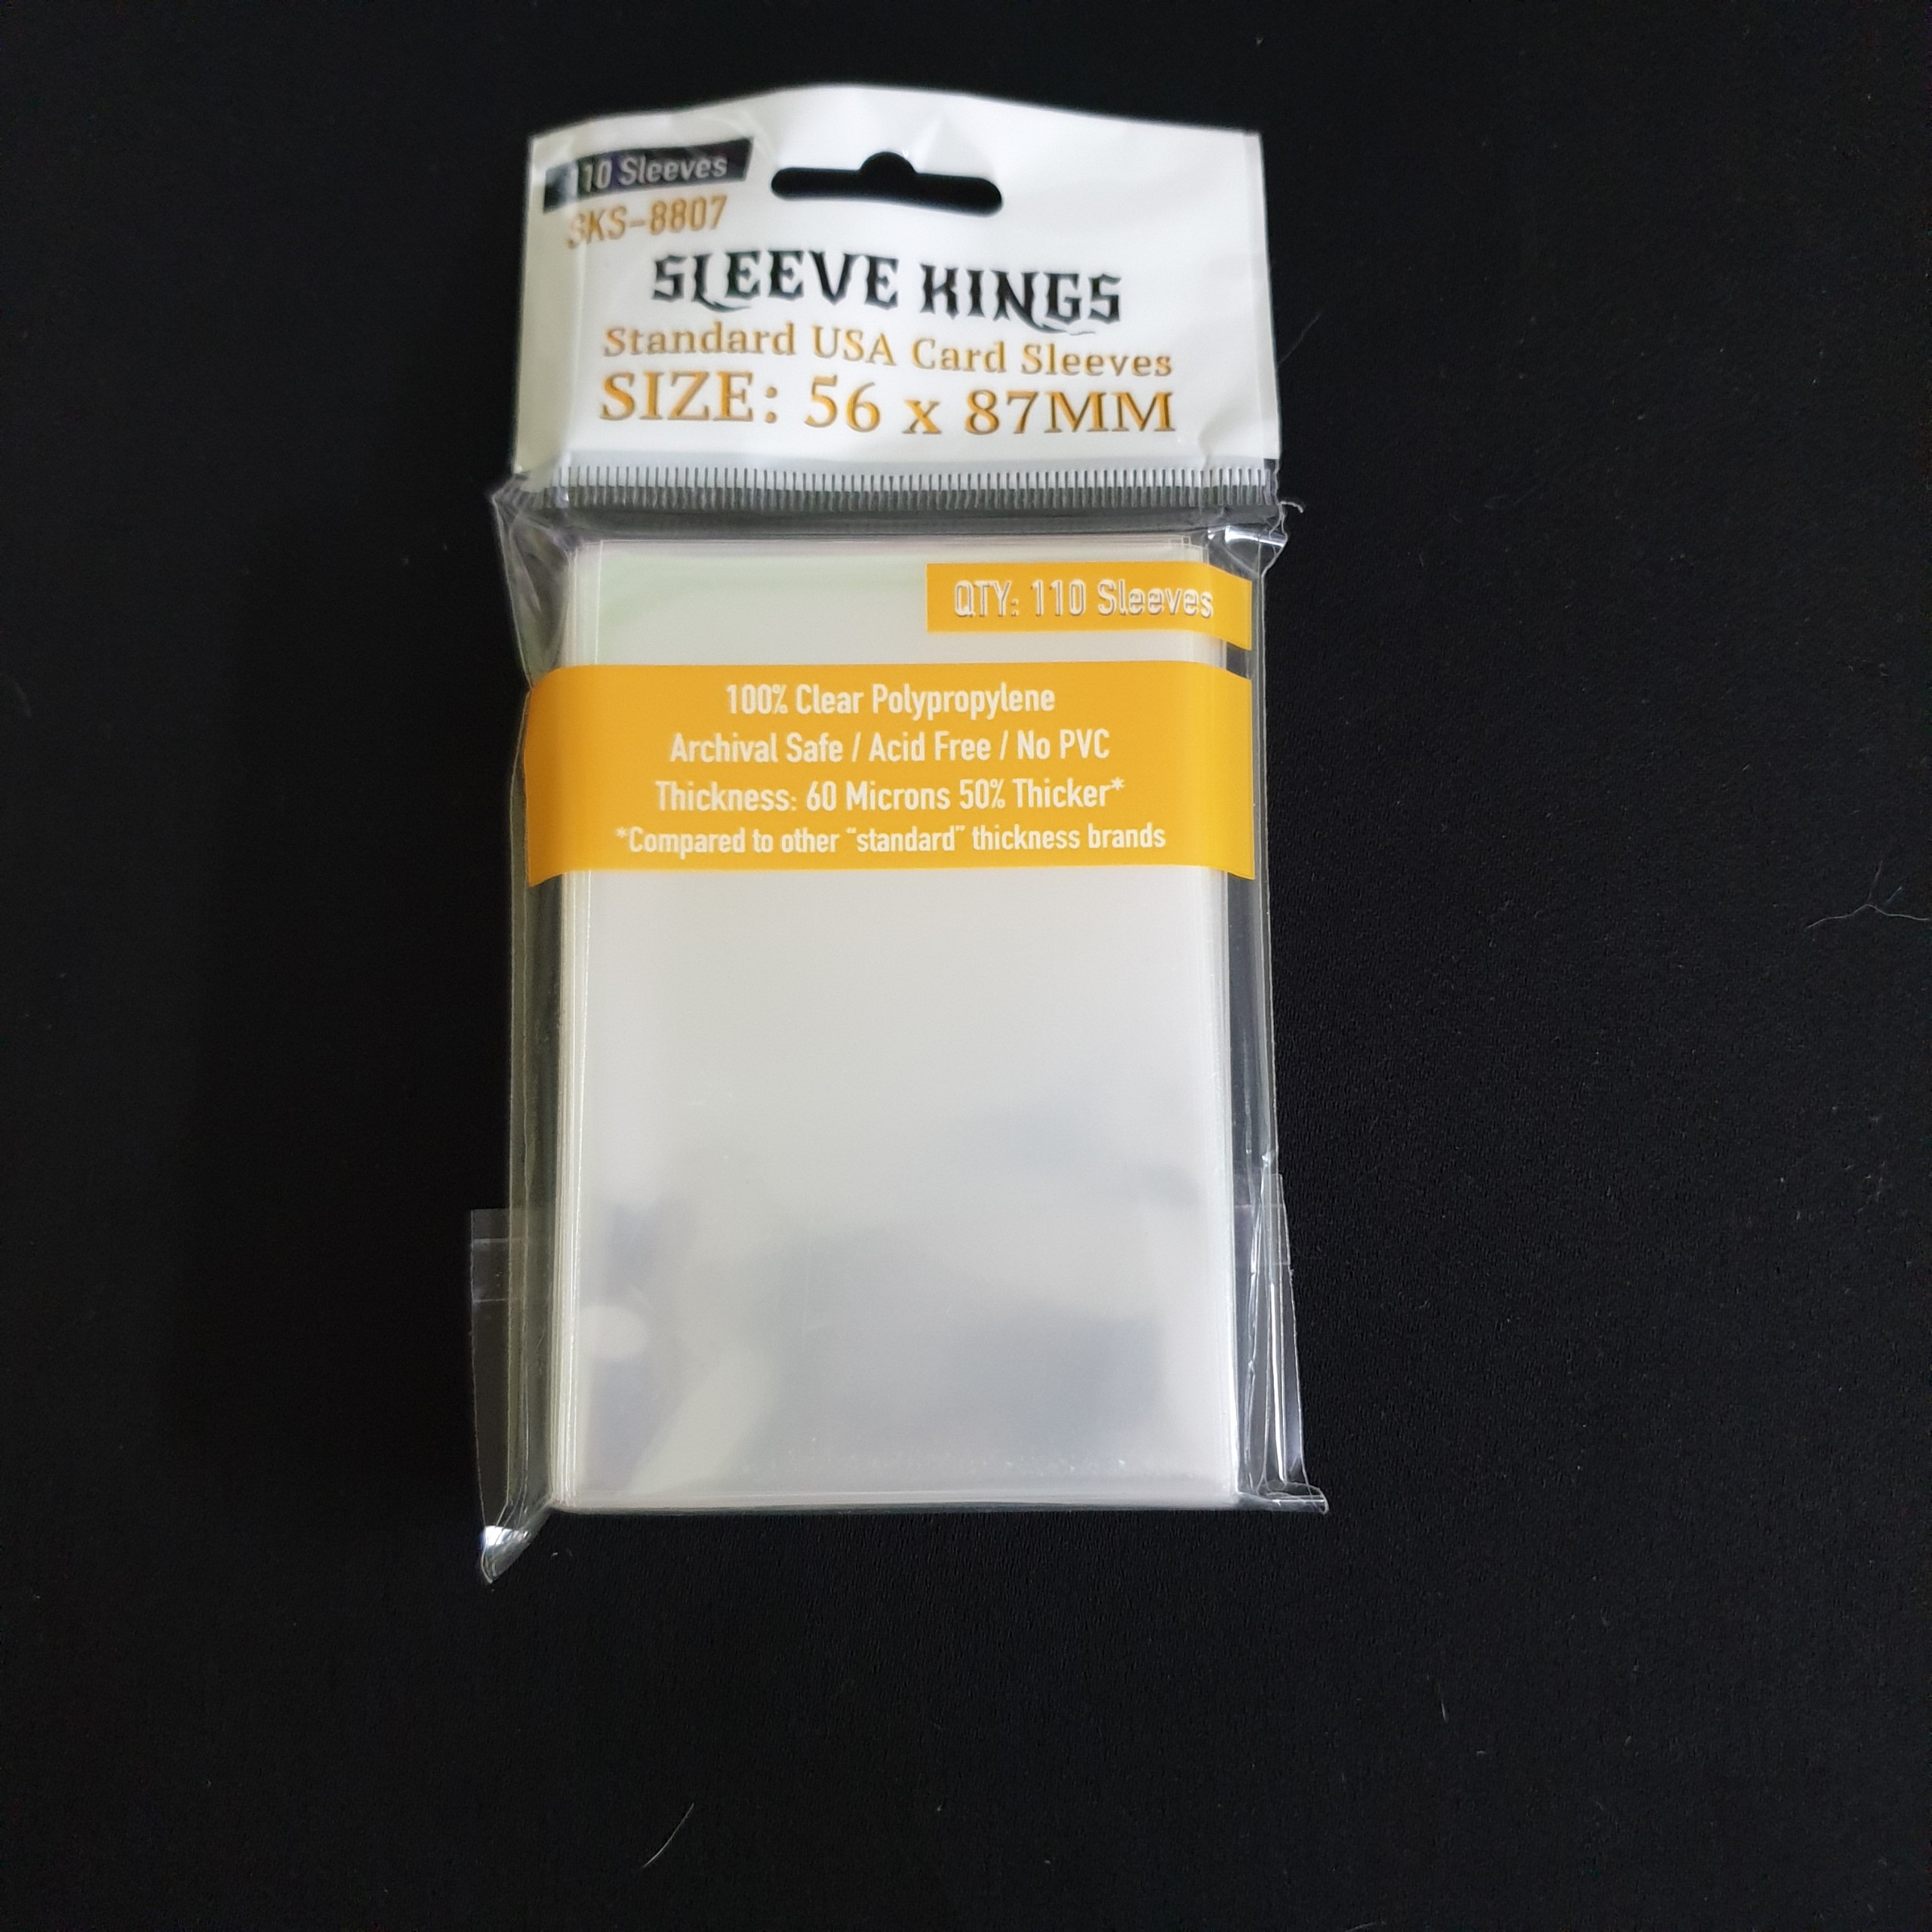 110 Sleeves
SKS-8807
SLEEVE KINGS
Standard USA Card Sleeves
SIZE: 56 x 87MM
QTY: 110 Sleeves
100% Clear Polypropylene
Archival Safe / Acid Free / No PVC
Thickness: 60 Microns 50% Thicker*
*Compared to other “standard” thickness brands